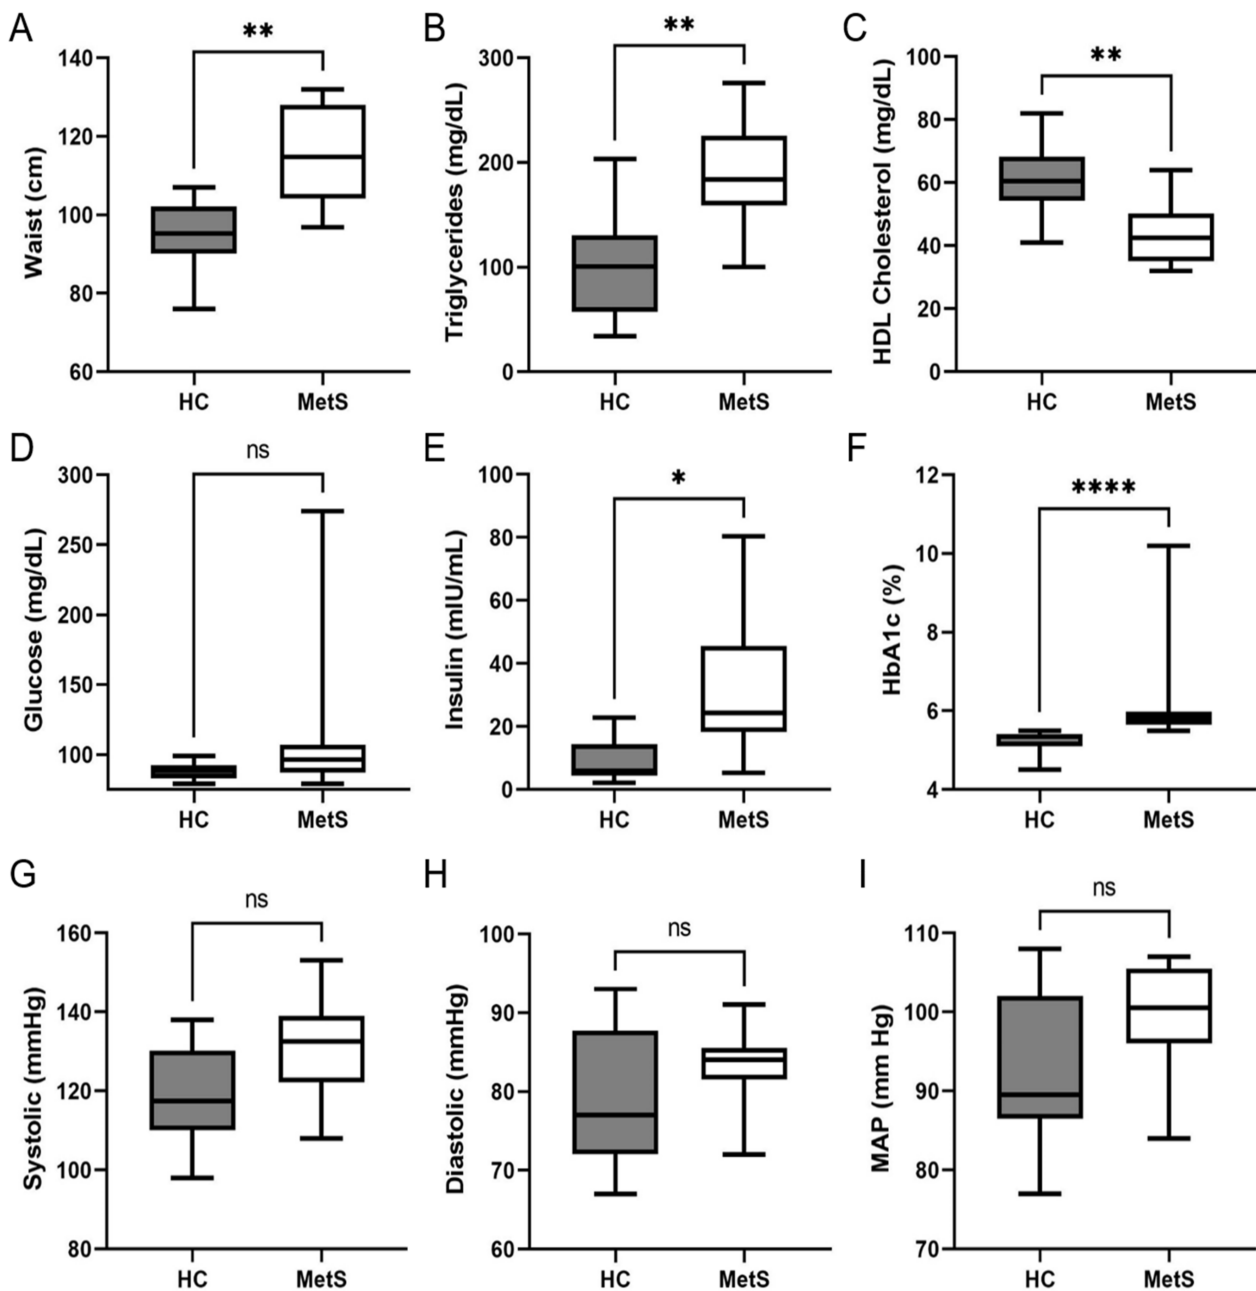 A
**
Waist (cm)
140
120
100
80
60
HC MetS
B
**
Triglycerides (mg/dL)
300
200
100
0
HC MetS
C
**
HDL Cholesterol (mg/dL)
100
80
60
40
20
0
HC MetS
D
ns
Glucose (mg/dL)
300
250
200
150
100
HC MetS
E
*
Insulin (mIU/mL)
100
80
60
40
20
0
HC MetS
F
****
HbA1c (%)
12
10
8
6
4
HC MetS
G
ns
Systolic (mmHg)
160
140
120
100
80
HC MetS
H
ns
Diastolic (mmHg)
100
90
80
70
60
HC MetS
I
ns
MAP (mm Hg)
110
100
90
80
70
HC MetS